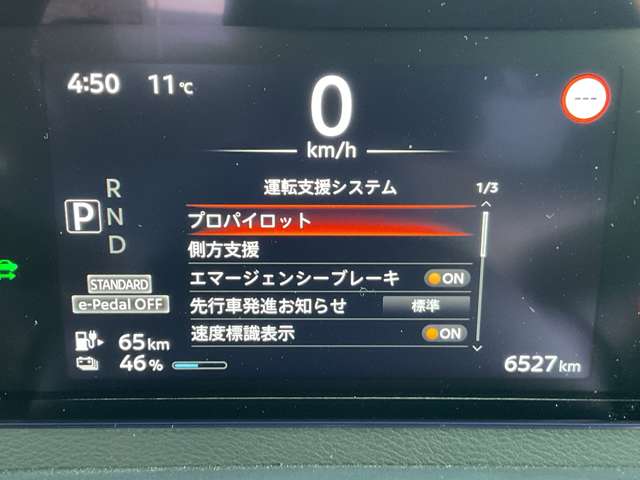 4:50 11℃
0
km/h
---
R
N
D
P
STANDARD
e-Pedal OFF
65km
46%
運転支援システム 1/3
プロパイロット
側方支援
エマージェンシーブレーキ ON
先行車発進お知らせ 標準
速度標識表示 ON
6527km